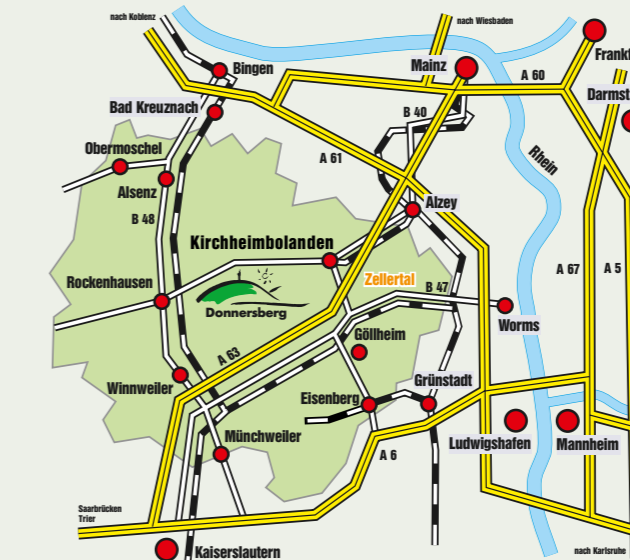 nach Koblenz
nach Wiesbaden
Bingen
Mainz
Frankf
A 60
Darmst
Bad Kreuznach
B 40
Obermoschel
A 61
Rhein
Alsenz
Alzey
B 48
Kirchheimbolanden
Zellertal
A 67
A 5
Rockenhausen
B 47
Donnersberg
Worms
Göllheim
A 63
Winnweiler
Grünstadt
Eisenberg
Münchweiler
Ludwigshafen
Mannheim
A 6
Saarbrücken
Trier
Kaiserslautern
nach Karlsruhe